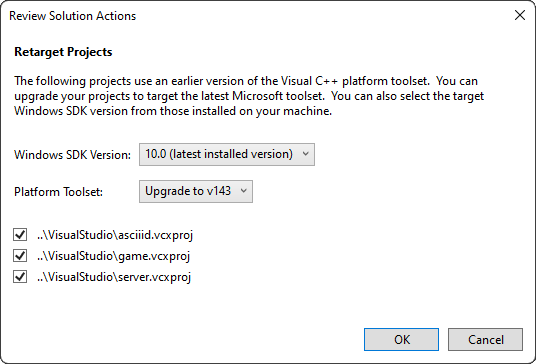 Review Solution Actions
Retarget Projects
The following projects use an earlier version of the Visual C++ platform toolset.  You can
upgrade your projects to target the latest Microsoft toolset.  You can also select the target
Windows SDK version from those installed on your machine.
Windows SDK Version: 10.0 (latest installed version)
Platform Toolset: Upgrade to v143
..\VisualStudio\asciiid.vcxproj
..\VisualStudio\game.vcxproj
..\VisualStudio\server.vcxproj
OK Cancel